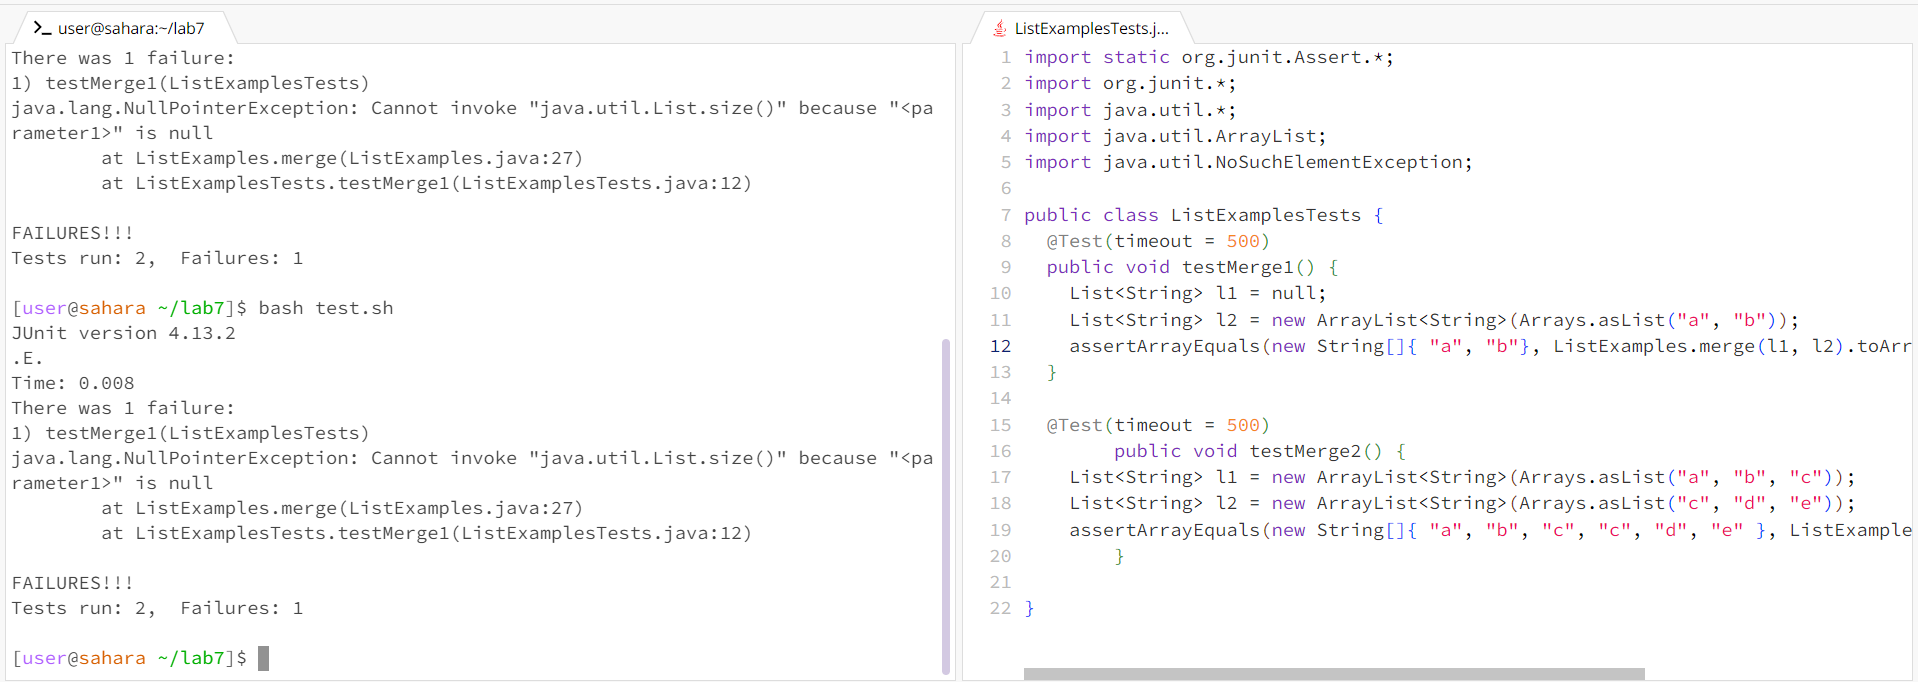 user@sahara:~/lab7
There was 1 failure:
1) testMerge1(ListExamplesTests)
java.lang.NullPointerException: Cannot invoke "java.util.List.size()" because "<pa
rameter1>" is null
        at ListExamples.merge(ListExamples.java:27)
        at ListExamplesTests.testMerge1(ListExamplesTests.java:12)

FAILURES!!!
Tests run: 2,  Failures: 1

[user@sahara ~/lab7]$ bash test.sh
JUnit version 4.13.2
.E.
Time: 0.008
There was 1 failure:
1) testMerge1(ListExamplesTests)
java.lang.NullPointerException: Cannot invoke "java.util.List.size()" because "<pa
rameter1>" is null
        at ListExamples.merge(ListExamples.java:27)
        at ListExamplesTests.testMerge1(ListExamplesTests.java:12)

FAILURES!!!
Tests run: 2,  Failures: 1

[user@sahara ~/lab7]$
ListExamplesTests.j...
1 import static org.junit.Assert.*;
2 import org.junit.*;
3 import java.util.*;
4 import java.util.ArrayList;
5 import java.util.NoSuchElementException;
6
7 public class ListExamplesTests {
8   @Test(timeout = 500)
9   public void testMerge1() {
10     List<String> l1 = null;
11     List<String> l2 = new ArrayList<String>(Arrays.asList("a", "b"));
12     assertArrayEquals(new String[]{ "a", "b"}, ListExamples.merge(l1, l2).toArr
13   }
14
15   @Test(timeout = 500)
16         public void testMerge2() {
17     List<String> l1 = new ArrayList<String>(Arrays.asList("a", "b", "c"));
18     List<String> l2 = new ArrayList<String>(Arrays.asList("c", "d", "e"));
19     assertArrayEquals(new String[]{ "a", "b", "c", "c", "d", "e" }, ListExample
20         }
21
22 }